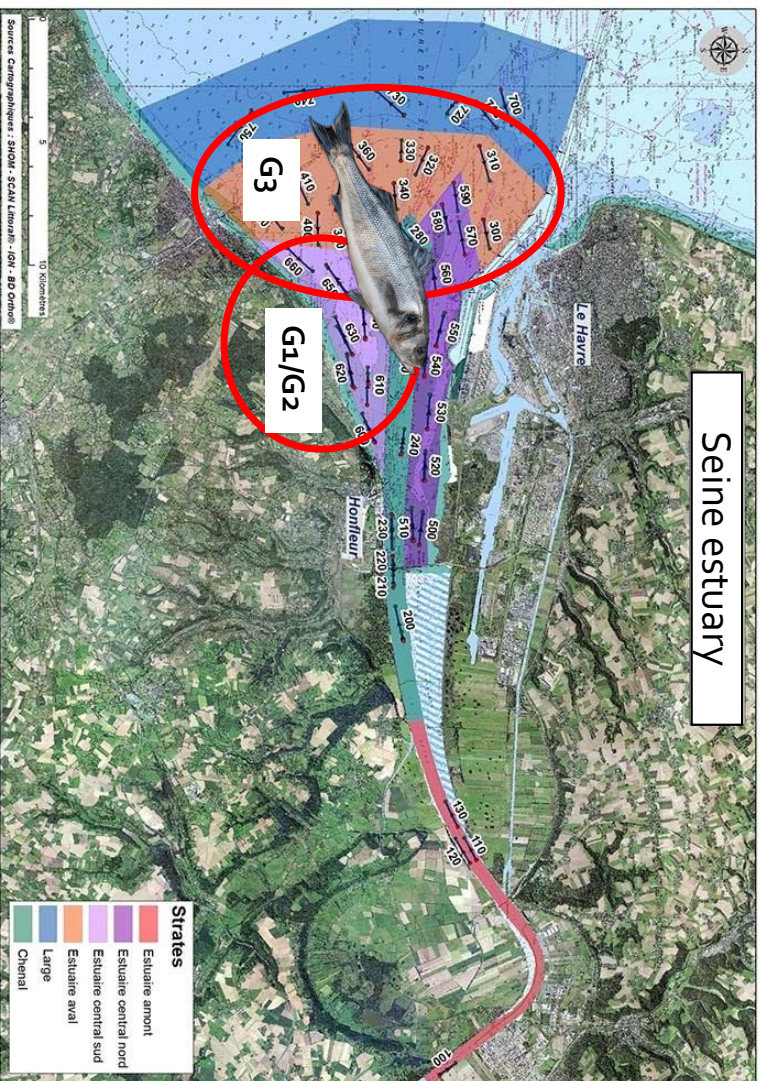 Seine estuary
G3
G1/G2
Le Havre
Honfleur
N
E
S
W
700
720
730
740
750
310
300
320
330
340
360
410
400
590
580
570
560
550
540
530
520
500
510
280
240
230
220
210
200
660
630
620
610
130
120
110
100
Strates
Estuaire amont
Estuaire central nord
Estuaire central sud
Estuaire aval
Large
Chenal
0
5
10 Kilomètres
Sources Cartographiques : SHOM - SCAN Littoral® - IGN - BD Ortho®